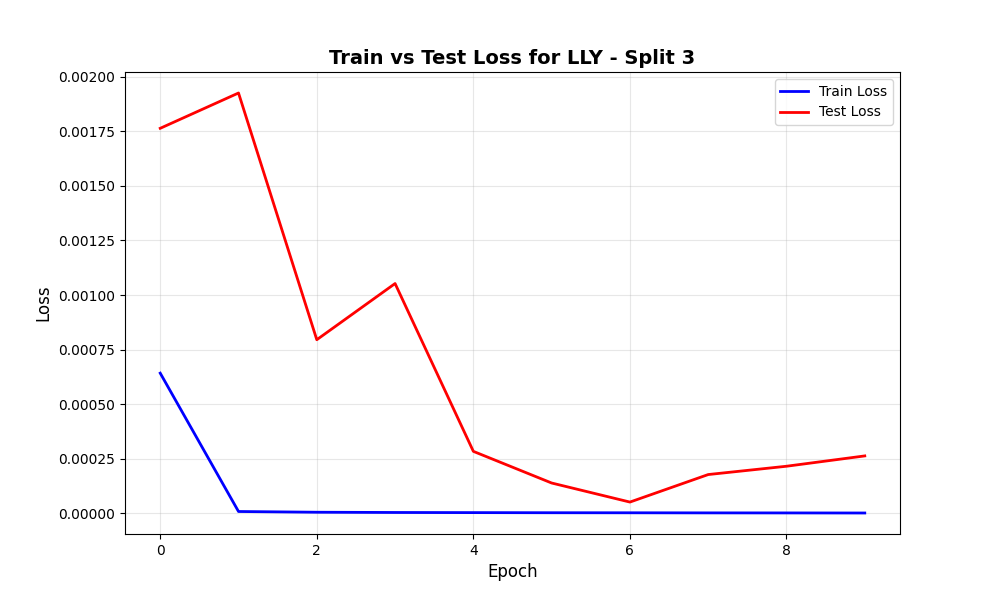 Train vs Test Loss for LLY - Split 3
Train Loss
Test Loss
0.00200
0.00175
0.00150
0.00125
0.00100
0.00075
0.00050
0.00025
0.00000
Loss
0 2 4 6 8
Epoch